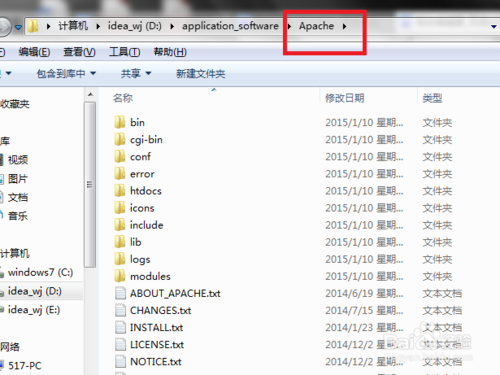 计算机 ▸ idea_wj (D:) ▸ application_software ▸ Apache ▸
编辑(E) 查看(V) 工具(T) 帮助(H)
包含到库中 共享 新建文件夹
名称 修改日期 类型
bin 2015/1/10 星期... 文件夹
cgi-bin 2015/1/10 星期... 文件夹
conf 2015/1/10 星期... 文件夹
error 2015/1/10 星期... 文件夹
htdocs 2015/1/10 星期... 文件夹
icons 2015/1/10 星期... 文件夹
include 2015/1/10 星期... 文件夹
lib 2015/1/10 星期... 文件夹
logs 2015/1/10 星期... 文件夹
modules 2015/1/10 星期... 文件夹
ABOUT_APACHE.txt 2014/6/19 星期... 文本文档
CHANGES.txt 2014/7/15 星期... 文本文档
INSTALL.txt 2014/1/23 星期... 文本文档
LICENSE.txt 2014/12/2 星期... 文本文档
NOTICE.txt 2014/12/2 星期... 文本文档
收藏夹
库
视频
图片
文档
音乐
计算机
windows7 (C:)
idea_wj (D:)
idea_wj (E:)
网络
517-PC